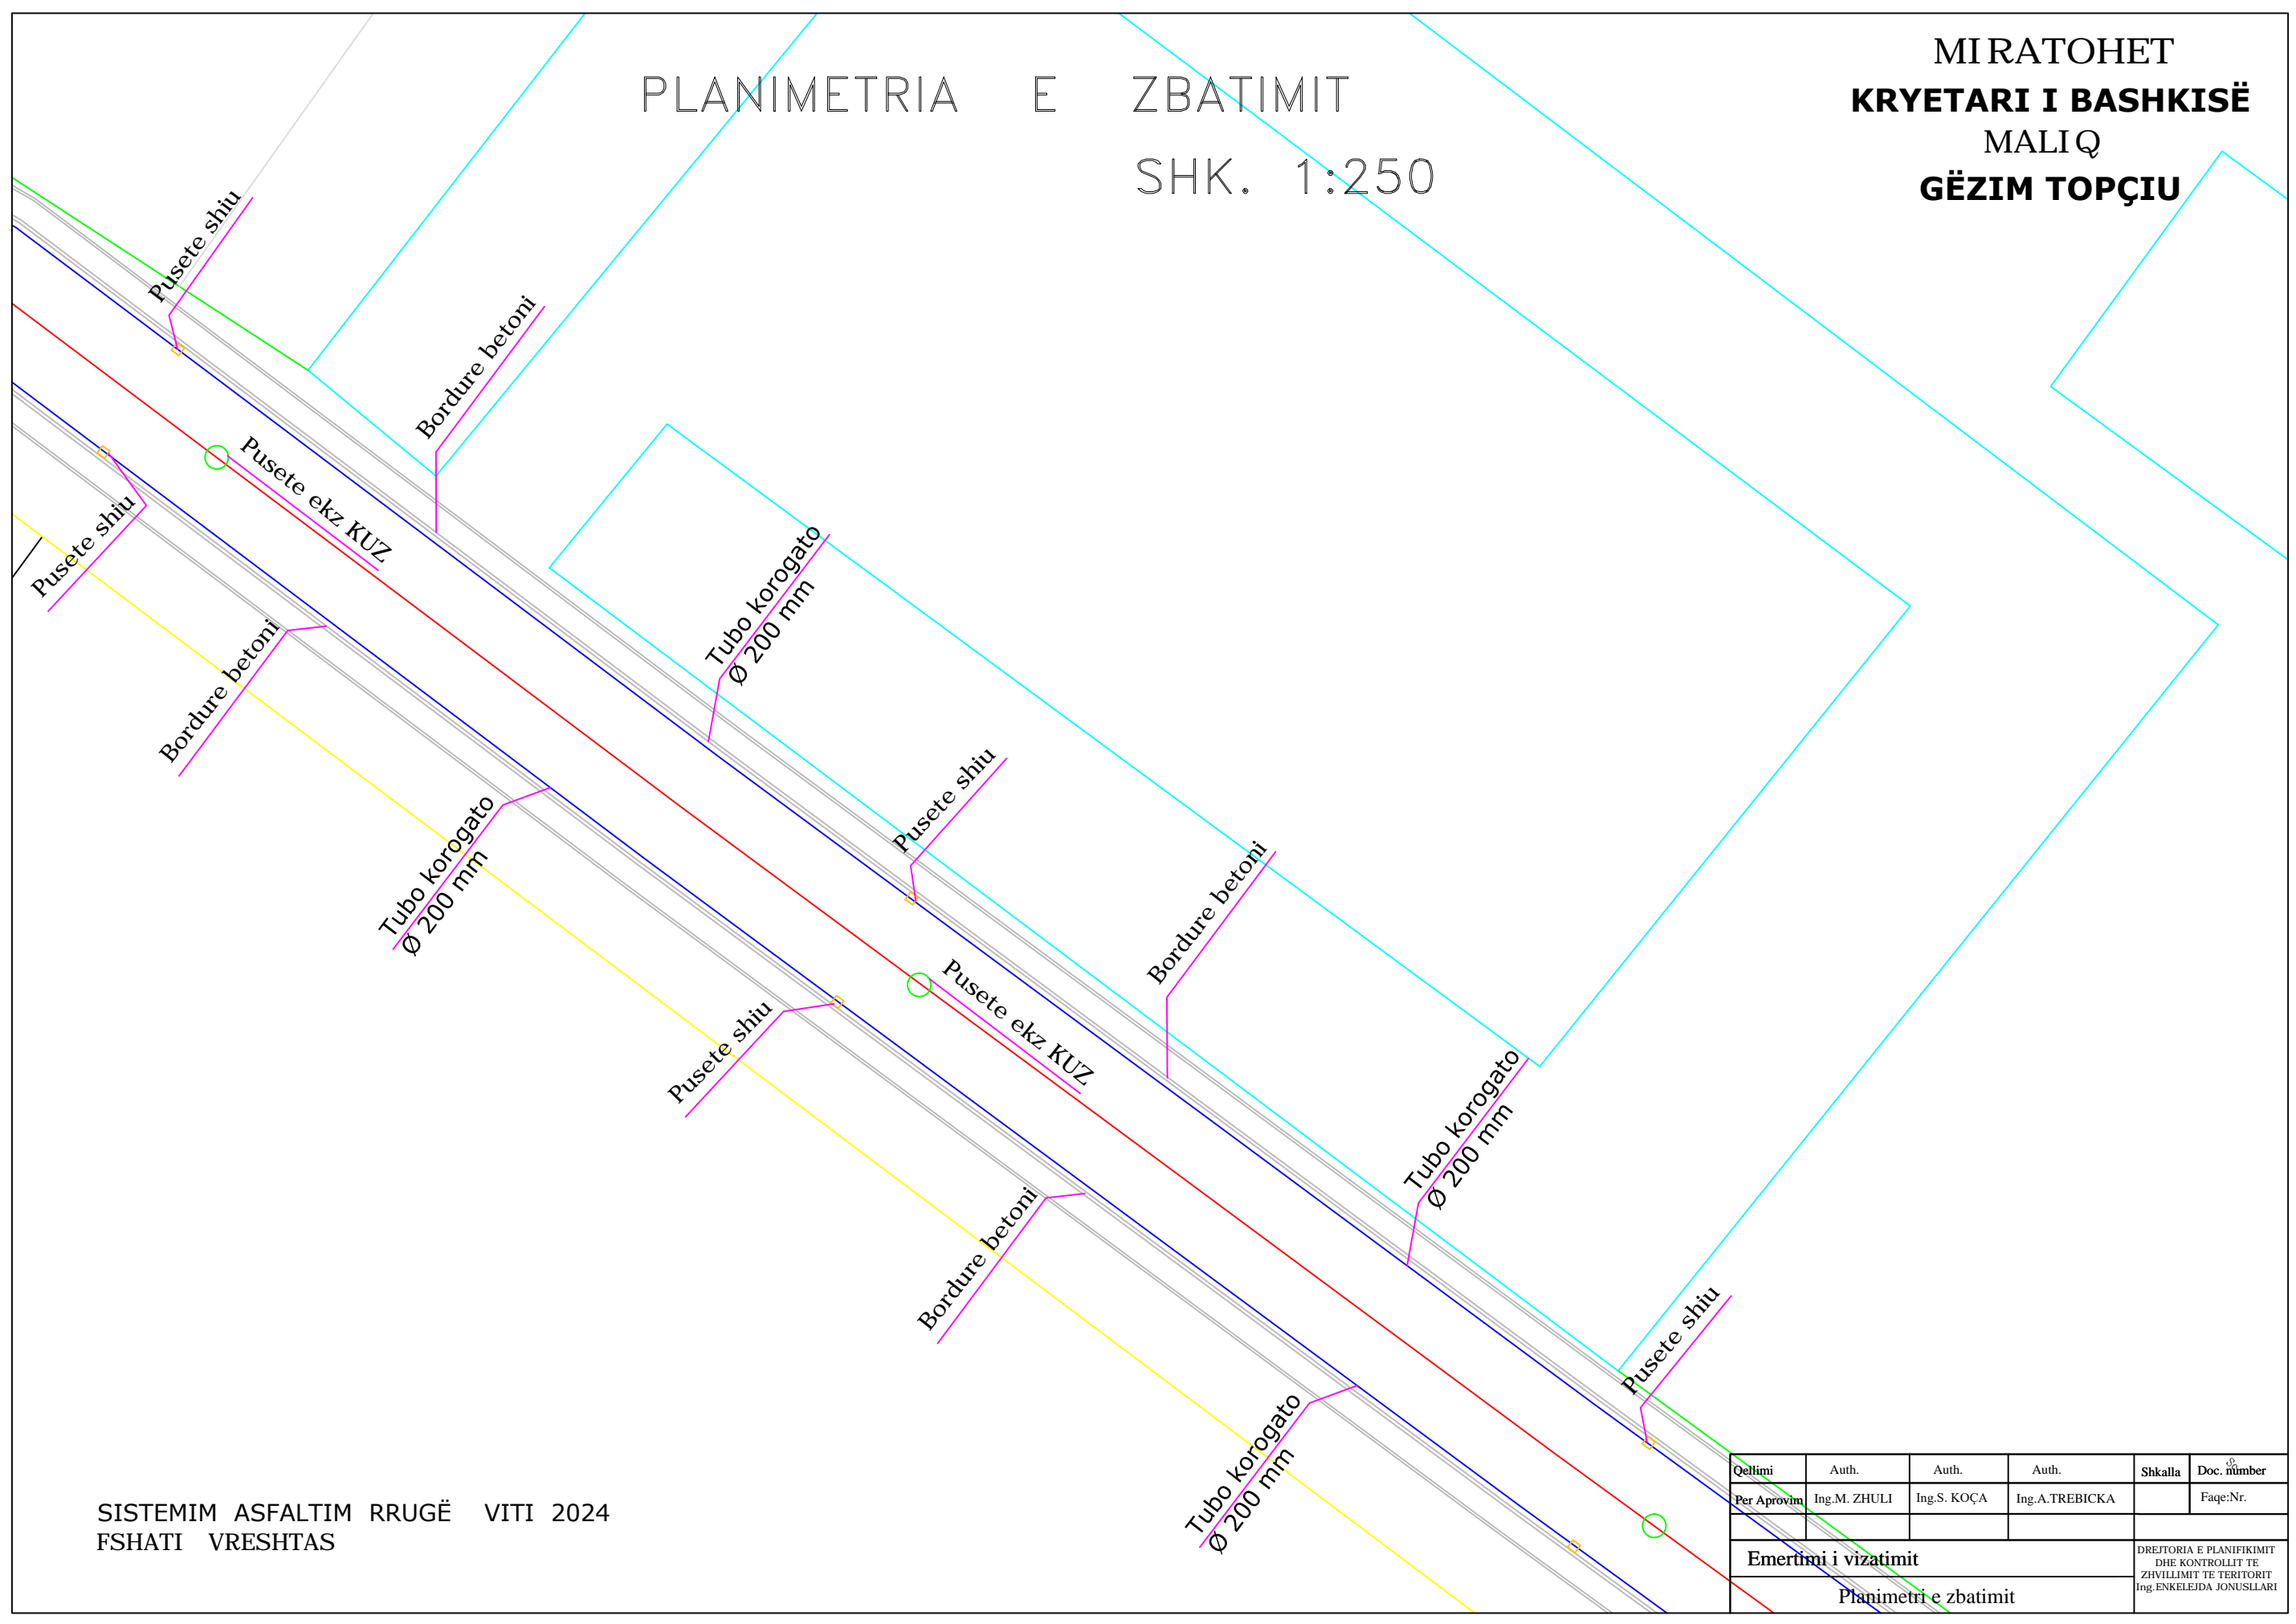 PLANIMETRIA E ZBATIMIT
SHK. 1:250
MIRATOHET
KRYETARI I BASHKISË
MALIQ
GËZIM TOPÇIU
Pusete shiu
Bordure betoni
Pusete ekz KUZ
Pusete shiu
Bordure betoni
Tubo korogato
Ø 200 mm
Tubo korogato
Ø 200 mm
Pusete shiu
Bordure betoni
Pusete ekz KUZ
Pusete shiu
Tubo korogato
Ø 200 mm
Bordure betoni
Pusete shiu
Tubo korogato
Ø 200 mm
SISTEMIM ASFALTIM RRUGË VITI 2024
FSHATI VRESHTAS
Qellimi Auth. Auth. Auth. Shkalla Doc. number
Per Aprovim Ing.M. ZHULI Ing.S. KOÇA Ing.A.TREBICKA Faqe:Nr.
Emertimi i vizatimit
Planimetri e zbatimit
DREJTORIA E PLANIFIKIMIT
DHE KONTROLLIT TE
ZHVILLIMIT TE TERITORIT
Ing.ENKELEJDA JONUSLLARI